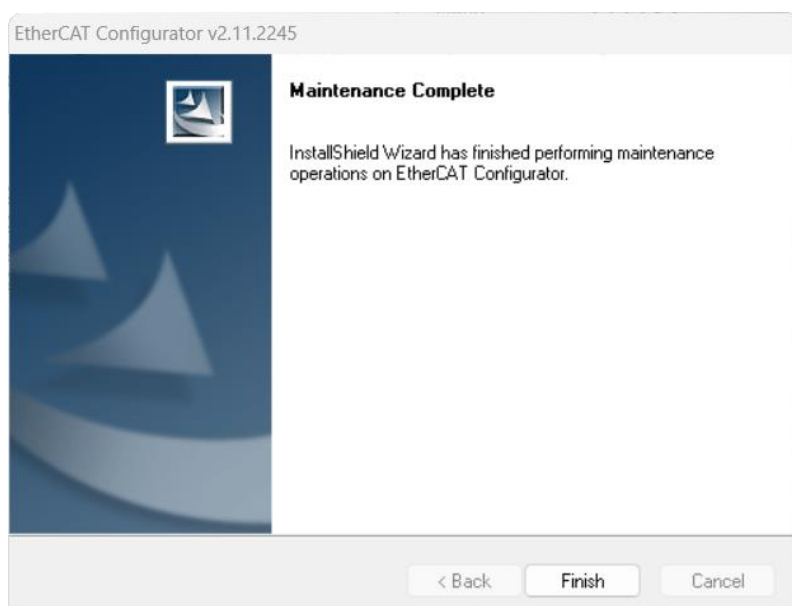 EtherCAT Configurator v2.11.2245
Maintenance Complete
InstallShield Wizard has finished performing maintenance
operations on EtherCAT Configurator.
< Back
Finish
Cancel